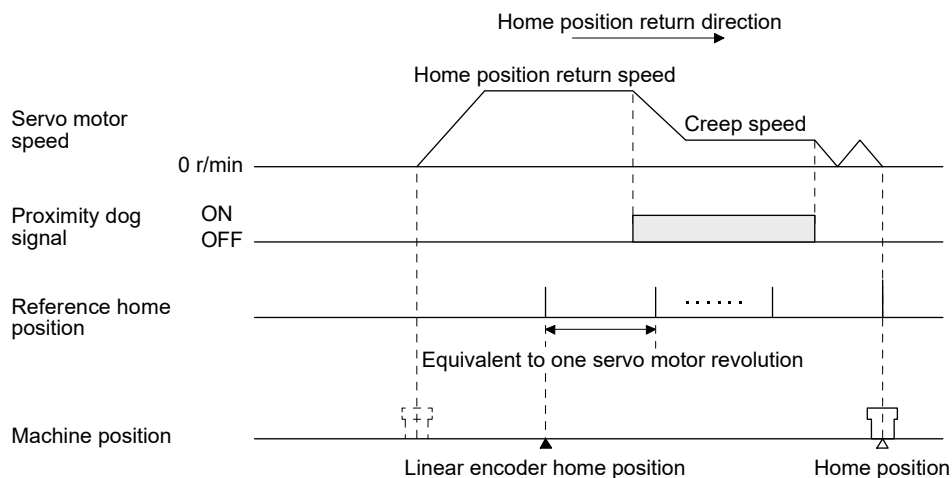 Home position return direction
Home position return speed
Servo motor
speed
Creep speed
0 r/min
Proximity dog
signal
ON
OFF
Reference home
position
Equivalent to one servo motor revolution
Machine position
Linear encoder home position
Home position